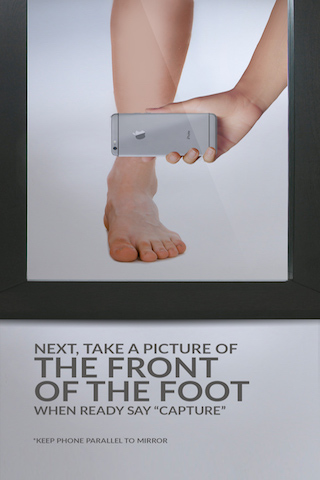 NEXT, TAKE A PICTURE OF
THE FRONT
OF THE FOOT
WHEN READY SAY “CAPTURE”
*KEEP PHONE PARALLEL TO MIRROR